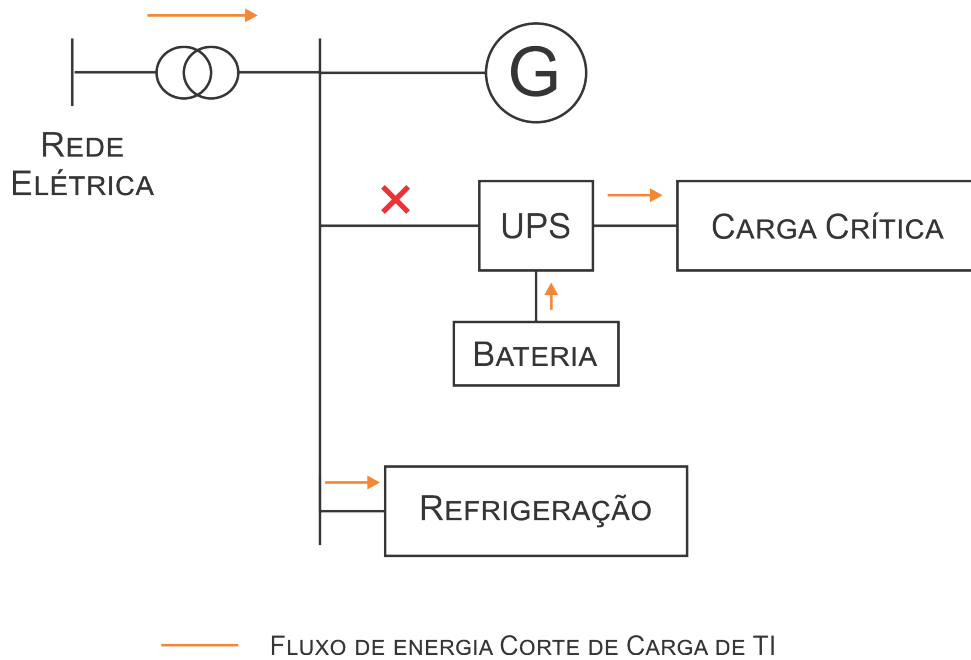 G
REDE
ELÉTRICA
UPS
CARGA CRÍTICA
BATERIA
REFRIGERAÇÃO
FLUXO DE ENERGIA CORTE DE CARGA DE TI